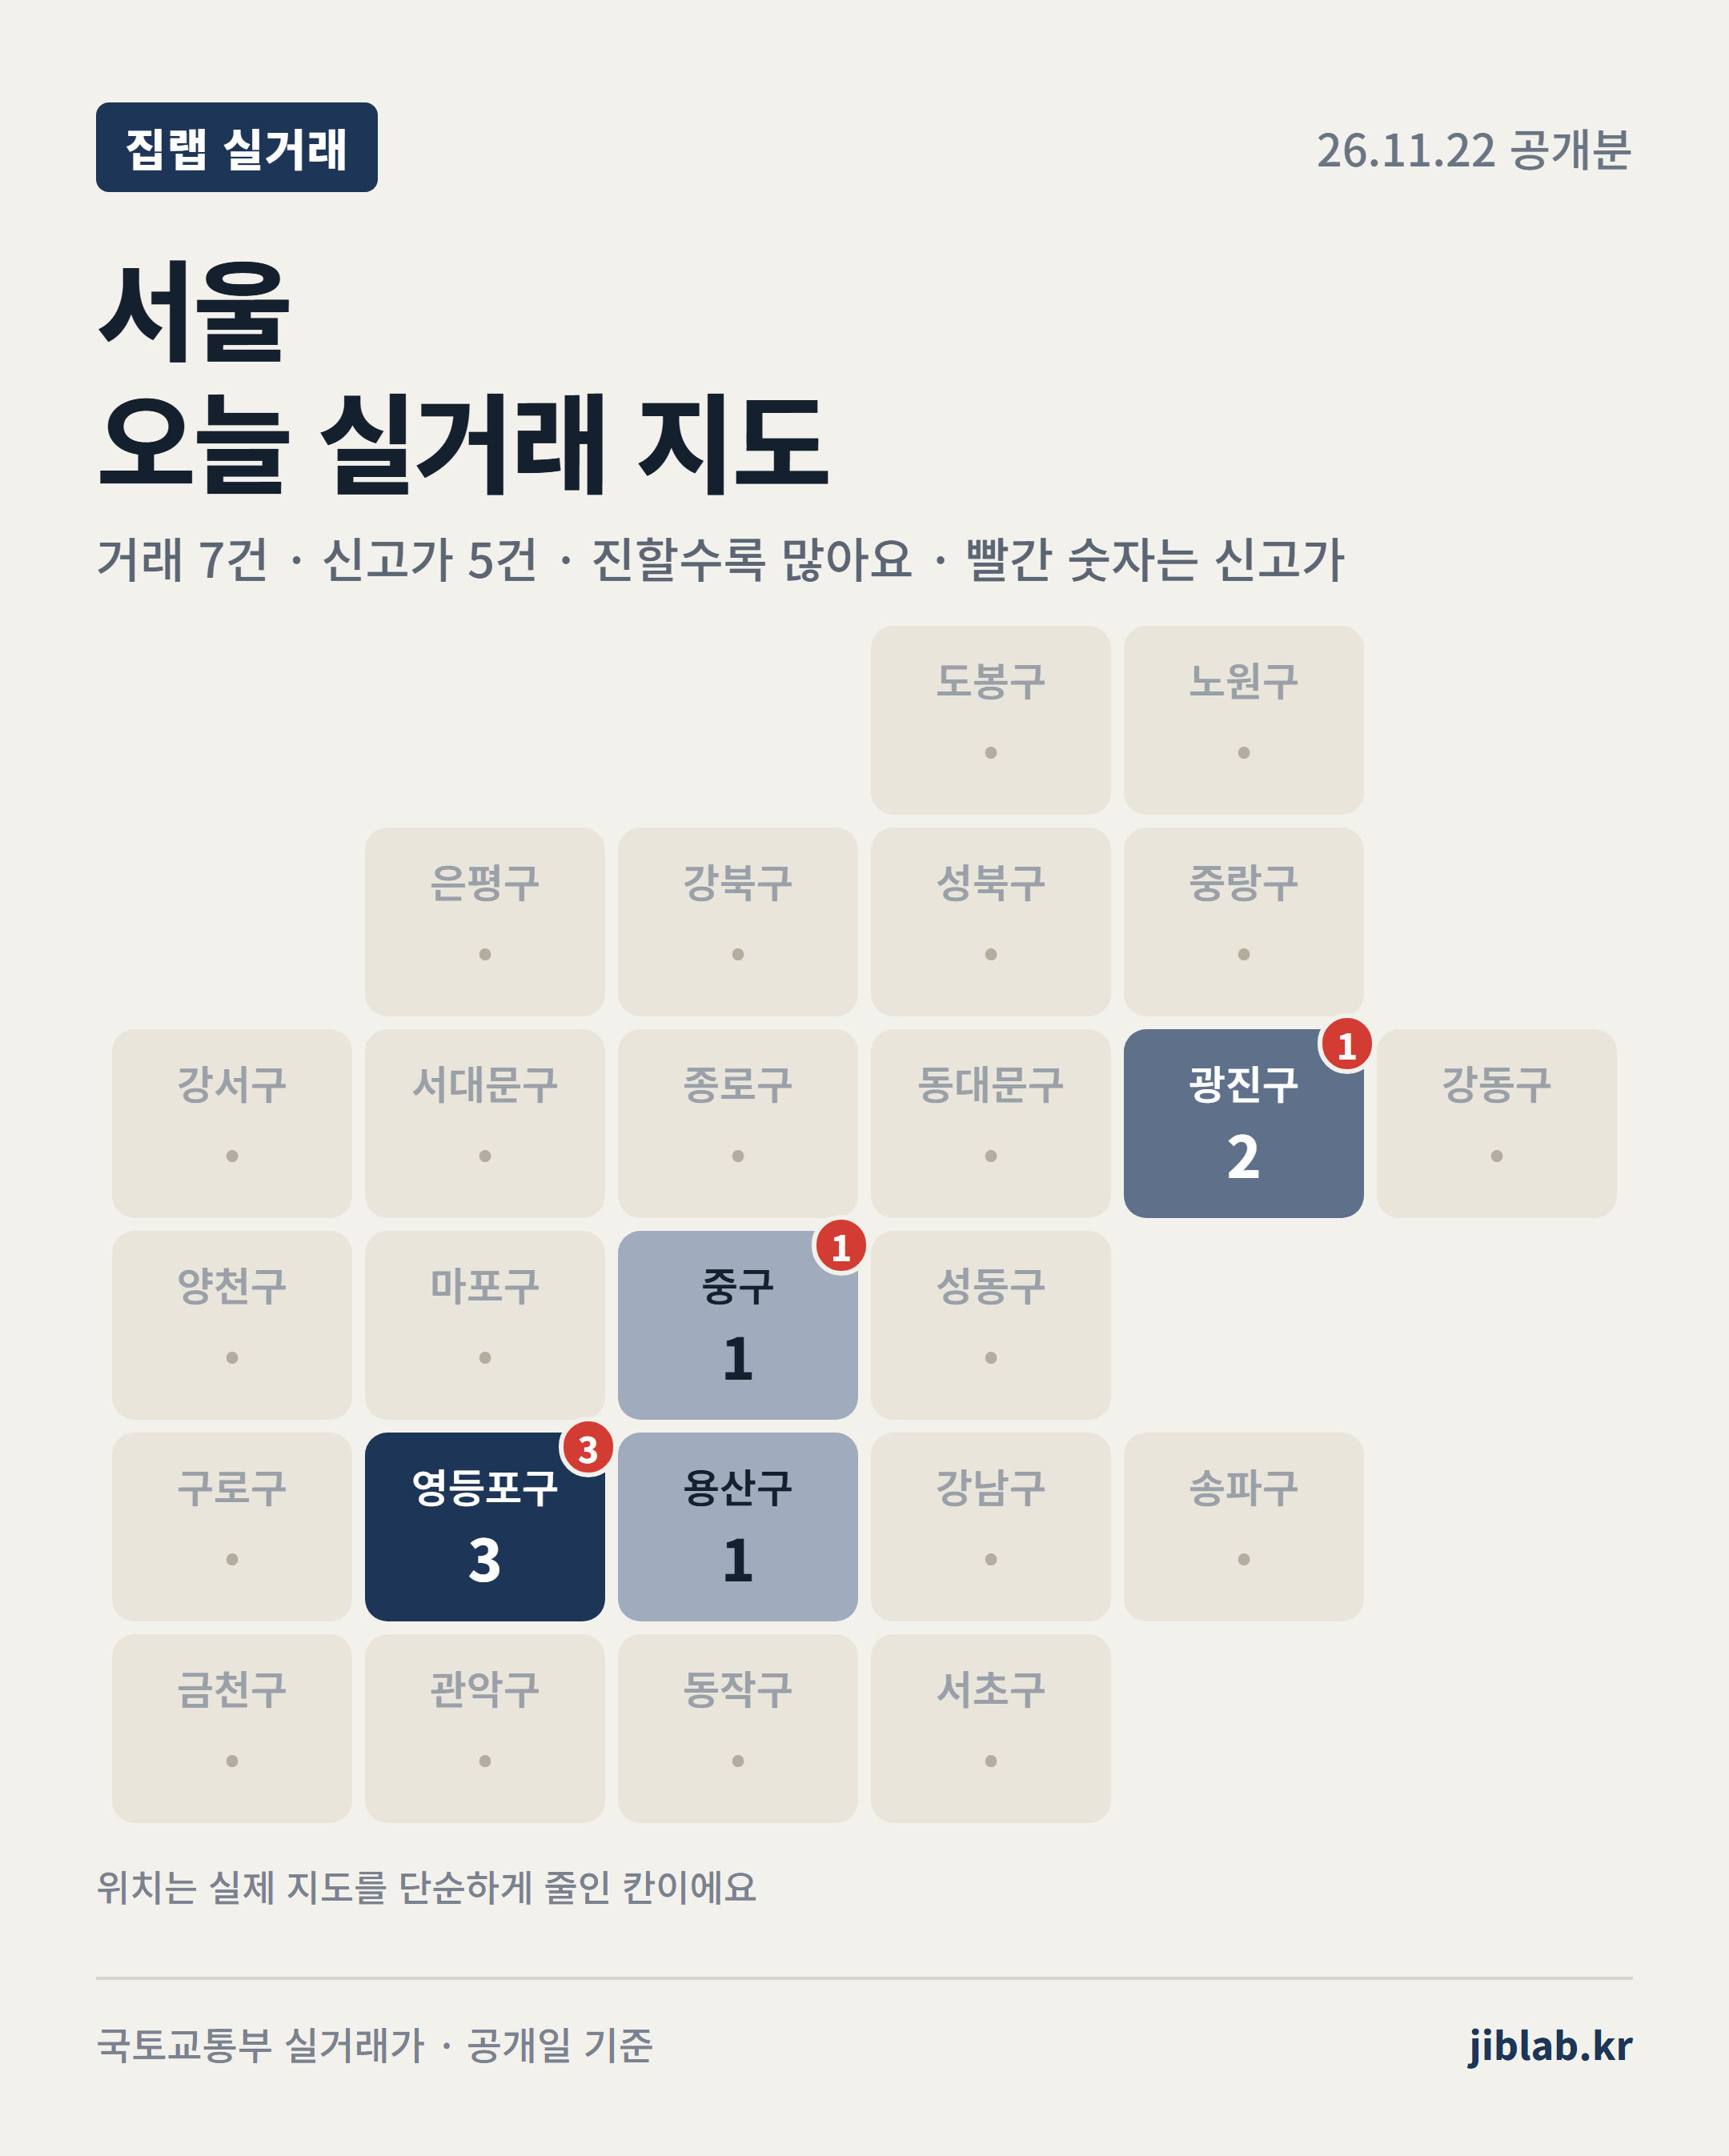 집랩 실거래
26.11.22 공개분
서울
오늘 실거래 지도
거래 7건 · 신고가 5건 · 진할수록 많아요 · 빨간 숫자는 신고가
도봉구 노원구
은평구 강북구 성북구 중랑구
1
강서구 서대문구 종로구 동대문구 광진구 강동구
2
1
양천구 마포구 중구 성동구
1
3
구로구 영등포구 용산구 강남구 송파구
3 1
금천구 관악구 동작구 서초구
위치는 실제 지도를 단순하게 줄인 칸이에요
국토교통부 실거래가 · 공개일 기준
jiblab.kr